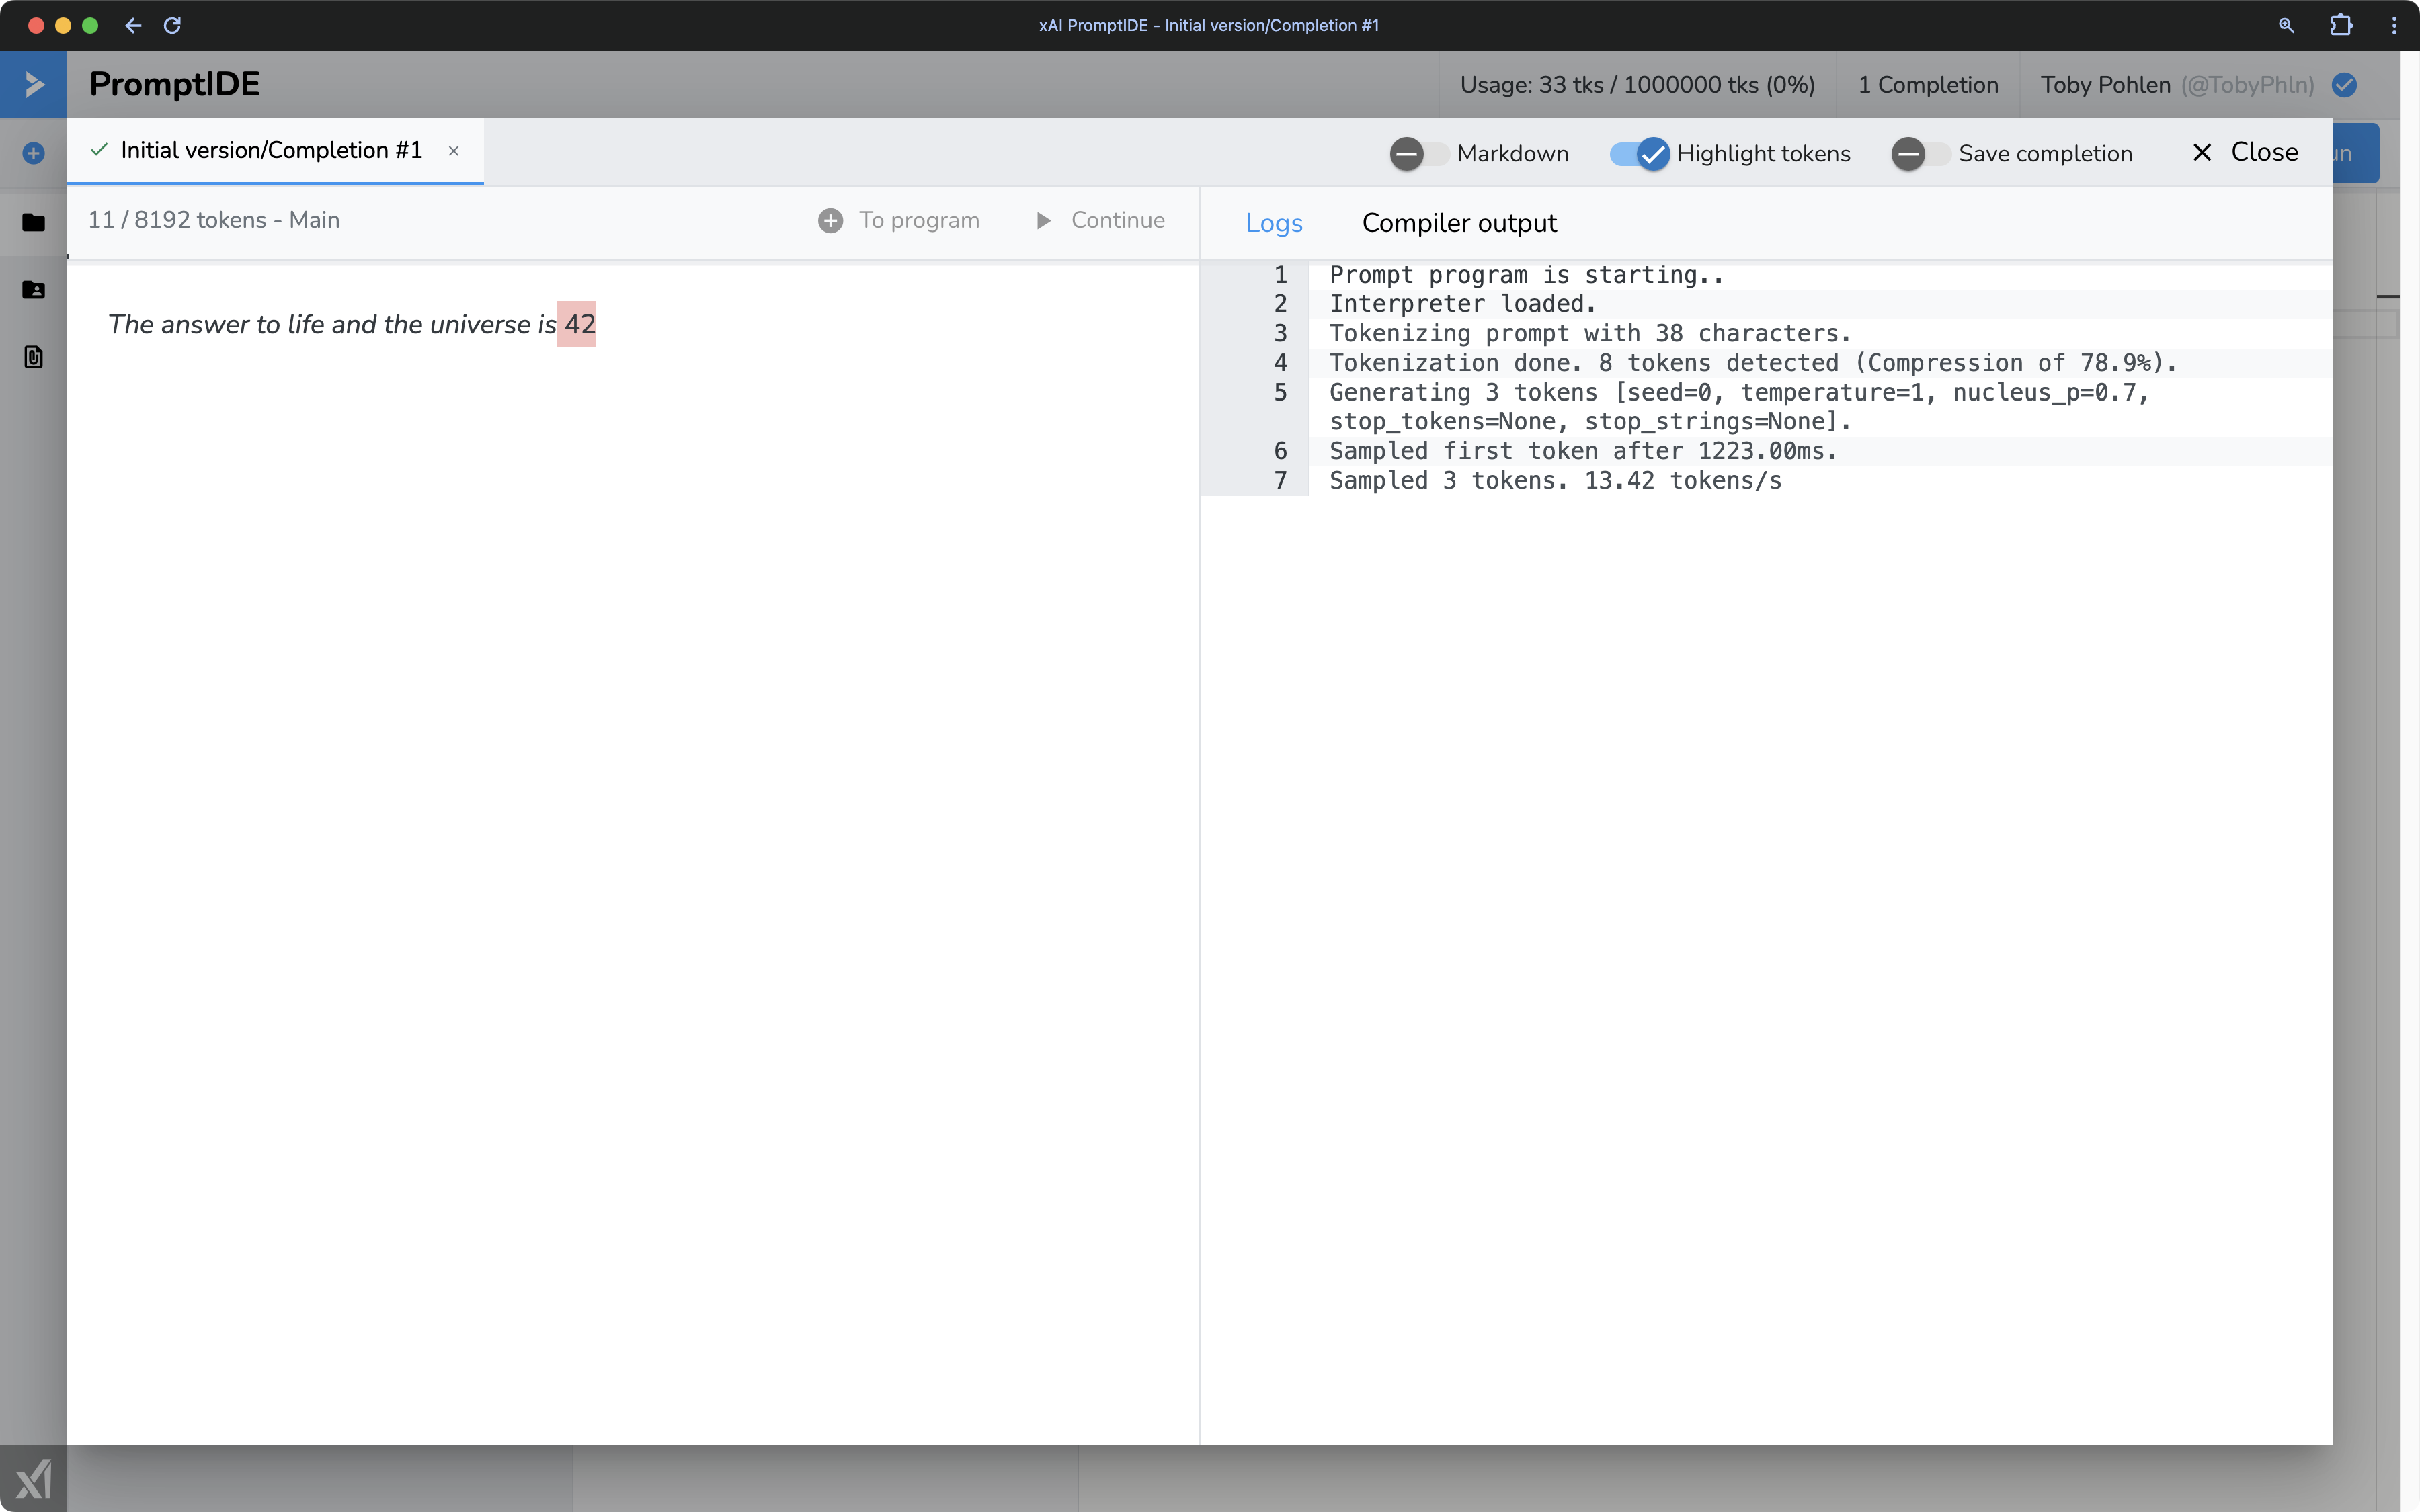 xAI PromptIDE - Initial version/Completion #1
PromptIDE
Usage: 33 tks / 1000000 tks (0%)
1 Completion
Toby Pohlen (@TobyPhln)
Initial version/Completion #1
Markdown
Highlight tokens
Save completion
Close
11 / 8192 tokens - Main
To program
Continue
Logs
Compiler output
The answer to life and the universe is 42
1 Prompt program is starting..
2 Interpreter loaded.
3 Tokenizing prompt with 38 characters.
4 Tokenization done. 8 tokens detected (Compression of 78.9%).
5 Generating 3 tokens [seed=0, temperature=1, nucleus_p=0.7,
stop_tokens=None, stop_strings=None].
6 Sampled first token after 1223.00ms.
7 Sampled 3 tokens. 13.42 tokens/s